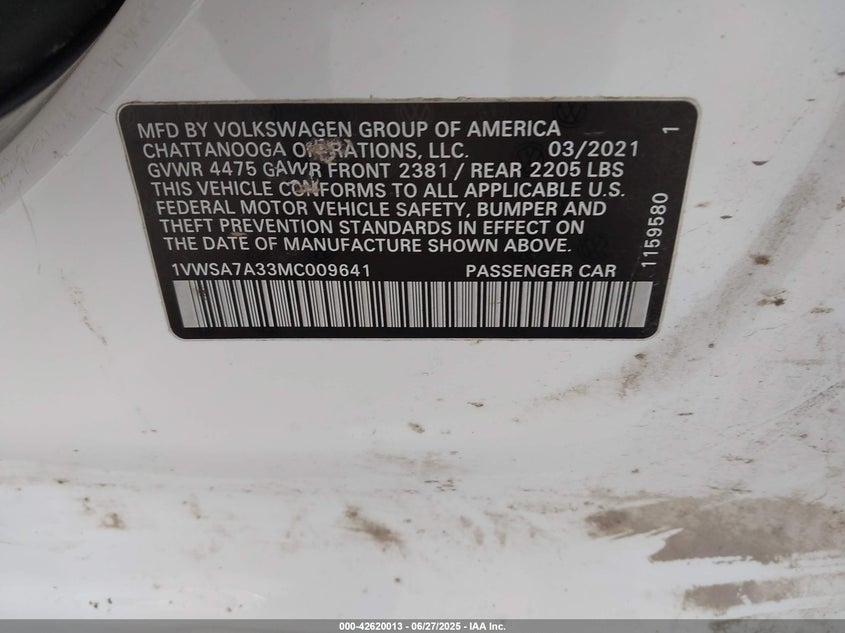 MFD BY VOLKSWAGEN GROUP OF AMERICA
CHATTANOOGA OPERATIONS, LLC. 03/2021
GVWR 4475 GAWR FRONT 2381 / REAR 2205 LBS
THIS VEHICLE CONFORMS TO ALL APPLICABLE U.S.
FEDERAL MOTOR VEHICLE SAFETY, BUMPER AND
THEFT PREVENTION STANDARDS IN EFFECT ON
THE DATE OF MANUFACTURE SHOWN ABOVE.
1VWSA7A33MC009641 PASSENGER CAR
1159580 1
000-42620013 - 06/27/2025 - IAA Inc.